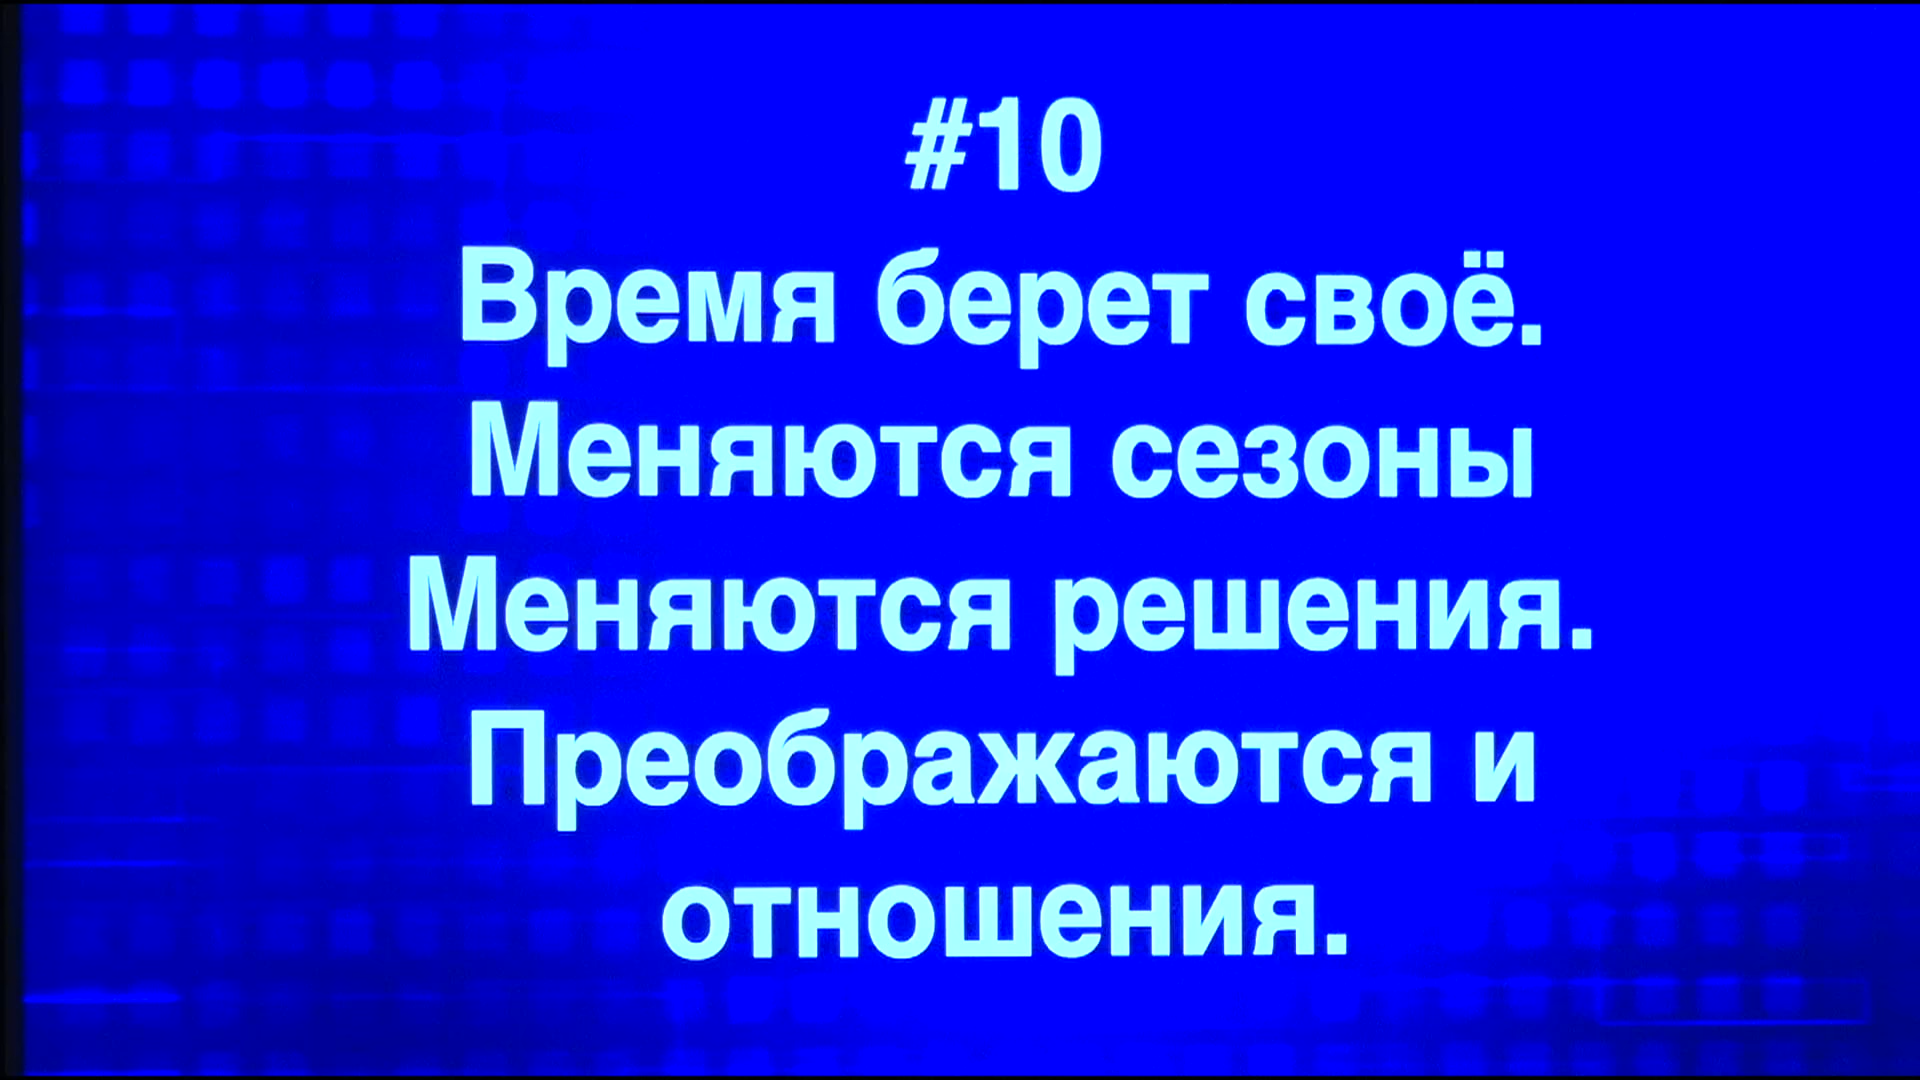 #10
Время берет своё.
Меняются сезоны
Меняются решения.
Преображаются и
отношения.